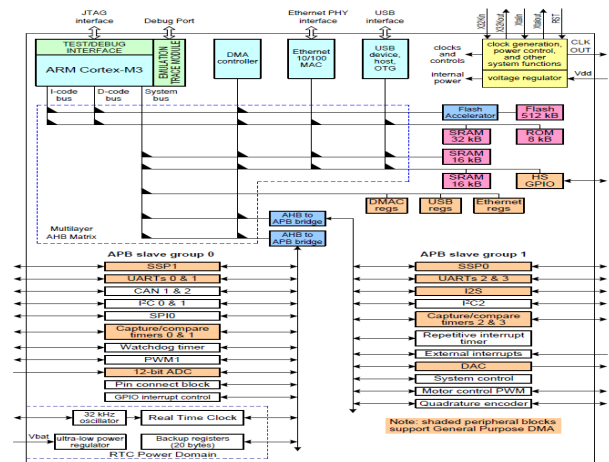 JTAG
interface
Debug Port
Ethernet PHY
interface
USB
interface
X32Kin
X32Kout
Xtalin
Xtalout
RST
TEST/DEBUG
INTERFACE
ARM Cortex-M3
EMULATION
TRACE MODULE
DMA
controller
Ethernet
10/100
MAC
USB
device,
host,
OTG
clocks
and
controls
internal
power
clock generation,
power control,
and other
system functions
voltage regulator
CLK
OUT
Vdd
I-code
bus
D-code
bus
System
bus
Flash
Accelerator
Flash
512 kB
SRAM
32 kB
ROM
8 kB
SRAM
16 kB
SRAM
16 kB
HS
GPIO
DMAC
regs
USB
regs
Ethernet
regs
Multilayer
AHB Matrix
AHB to
APB bridge
AHB to
APB bridge
APB slave group 0
SSP1
UARTs 0 & 1
CAN 1 & 2
I²C 0 & 1
SPI0
Capture/compare
timers 0 & 1
Watchdog timer
PWM1
12-bit ADC
Pin connect block
GPIO interrupt control
32 kHz
oscillator
Real Time Clock
Vbat
ultra-low power
regulator
Backup registers
(20 bytes)
RTC Power Domain
APB slave group 1
SSP0
UARTs 2 & 3
I2S
I²C2
Capture/compare
timers 2 & 3
Repetitive interrupt
timer
External interrupts
DAC
System control
Motor control PWM
Quadrature encoder
Note: shaded peripheral blocks
support General Purpose DMA